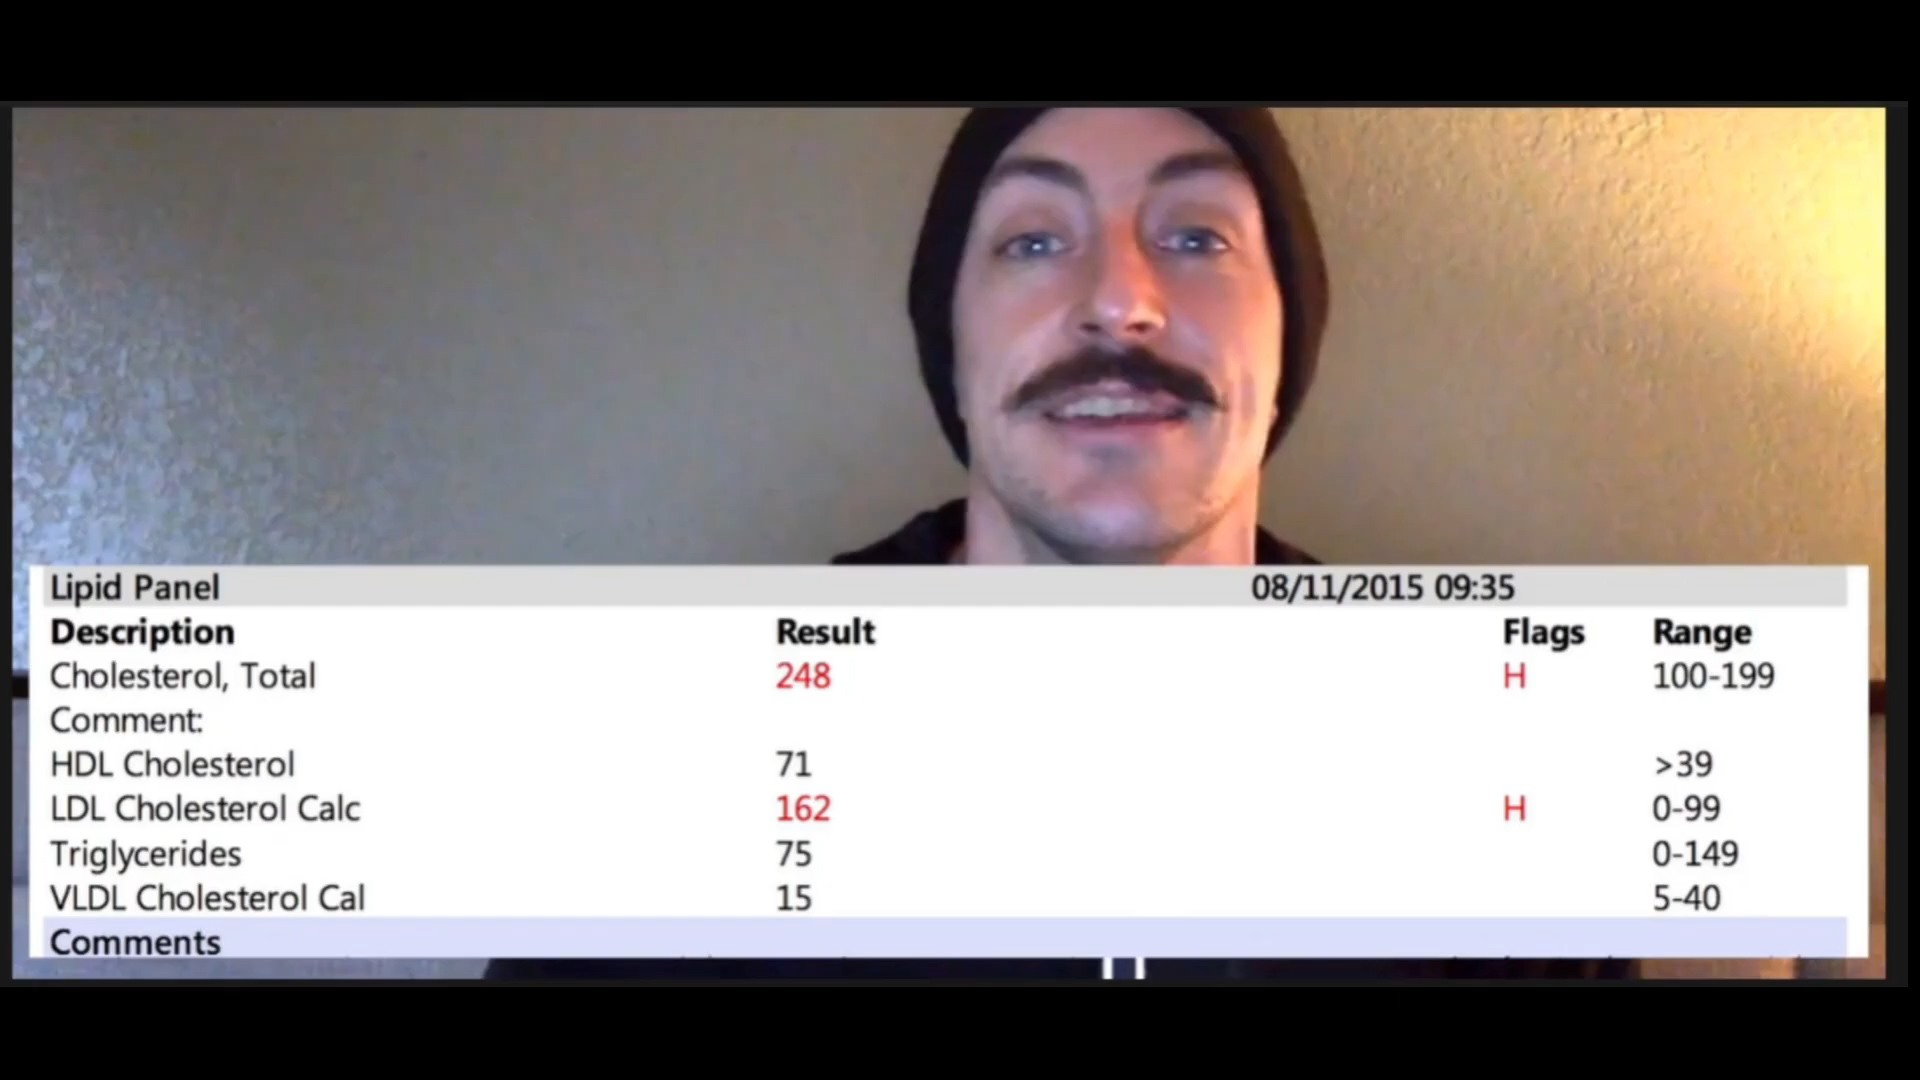 Lipid Panel 08/11/2015 09:35
Description Result Flags Range
Cholesterol, Total 248 H 100-199
Comment:
HDL Cholesterol 71 >39
LDL Cholesterol Calc 162 H 0-99
Triglycerides 75 0-149
VLDL Cholesterol Cal 15 5-40
Comments